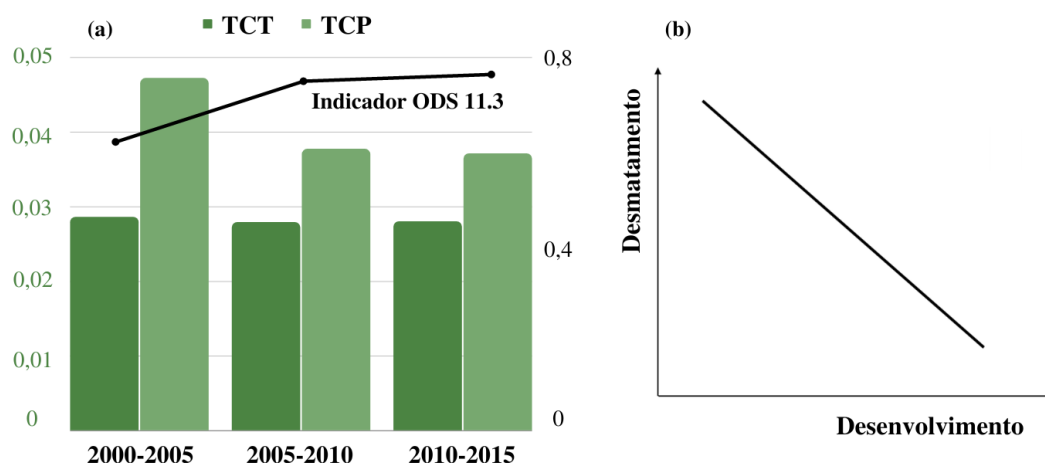 (a)
TCT
TCP
0,05
0,04
0,03
0,02
0,01
0
0,8
0,4
0
Indicador ODS 11.3
2000-2005
2005-2010
2010-2015
(b)
Desmatamento
Desenvolvimento